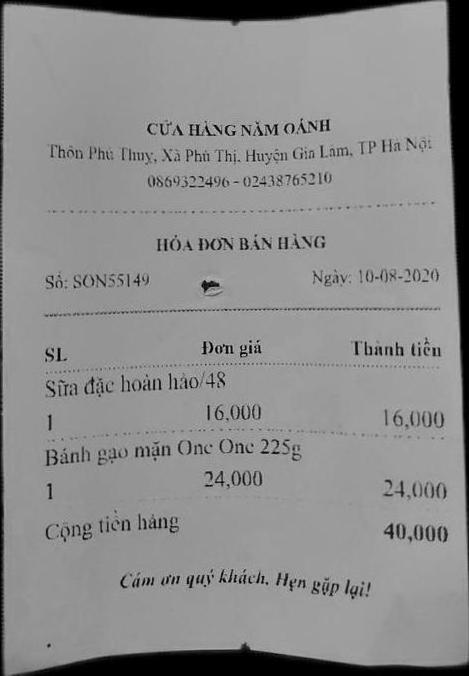 CỬA HÀNG NĂM OÁNH
Thôn Phú Thụy, Xã Phú Thị, Huyện Gia Lâm, TP Hà Nội
0869322496 - 02438765210
HÓA ĐƠN BÁN HÀNG
Số: SON55149 Ngày: 10-08-2020
SL Đơn giá Thành tiền
Sữa đặc hoàn hảo/48
1 16,000 16,000
Bánh gạo mặn One One 225g
1 24,000 24,000
Cộng tiền hàng 40,000
Cám ơn quý khách. Hẹn gặp lại!